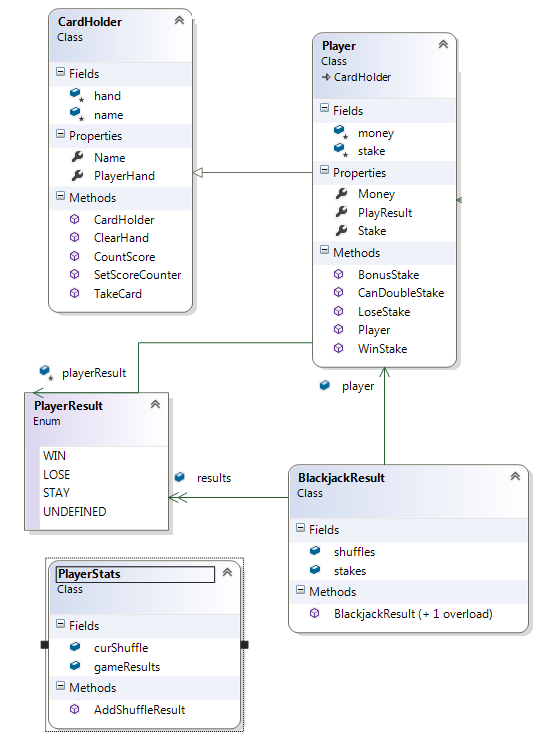 CardHolder
Class
Fields
hand
name
Properties
Name
PlayerHand
Methods
CardHolder
ClearHand
CountScore
SetScoreCounter
TakeCard
Player
Class
CardHolder
Fields
money
stake
Properties
Money
PlayResult
Stake
Methods
BonusStake
CanDoubleStake
LoseStake
Player
WinStake
playerResult
player
PlayerResult
Enum
WIN
LOSE
STAY
UNDEFINED
results
BlackjackResult
Class
Fields
shuffles
stakes
Methods
BlackjackResult (+ 1 overload)
PlayerStats
Class
Fields
curShuffle
gameResults
Methods
AddShuffleResult